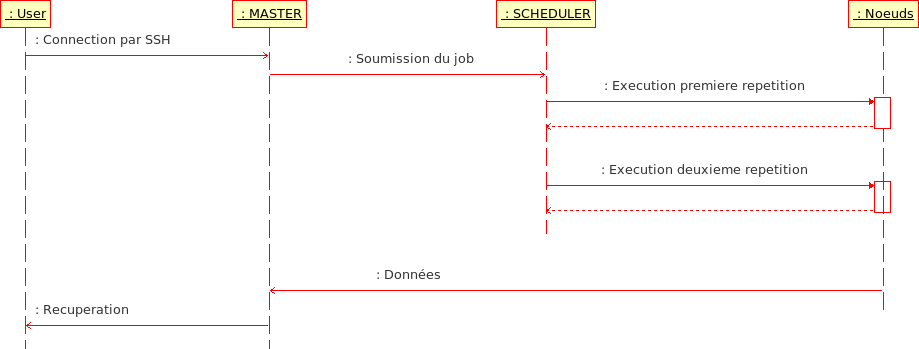 : User
: MASTER
: SCHEDULER
: Noeuds
: Connection par SSH
: Soumission du job
: Execution premiere repetition
: Execution deuxieme repetition
: Données
: Recuperation